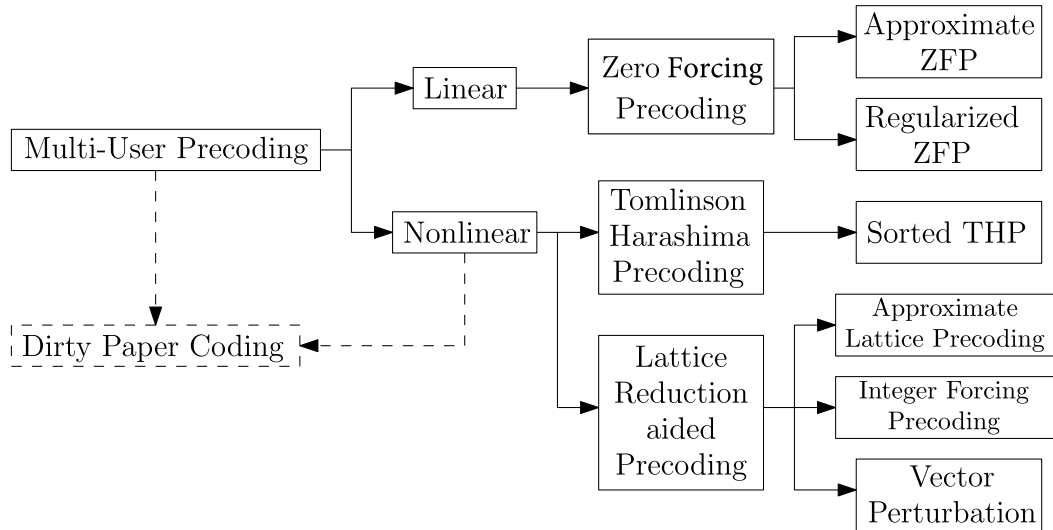 Multi-User Precoding
Dirty Paper Coding
Linear
Nonlinear
Zero Forcing
Precoding
Tomlinson
Harashima
Precoding
Lattice
Reduction
aided
Precoding
Approximate
ZFP
Regularized
ZFP
Sorted THP
Approximate
Lattice Precoding
Integer Forcing
Precoding
Vector
Perturbation